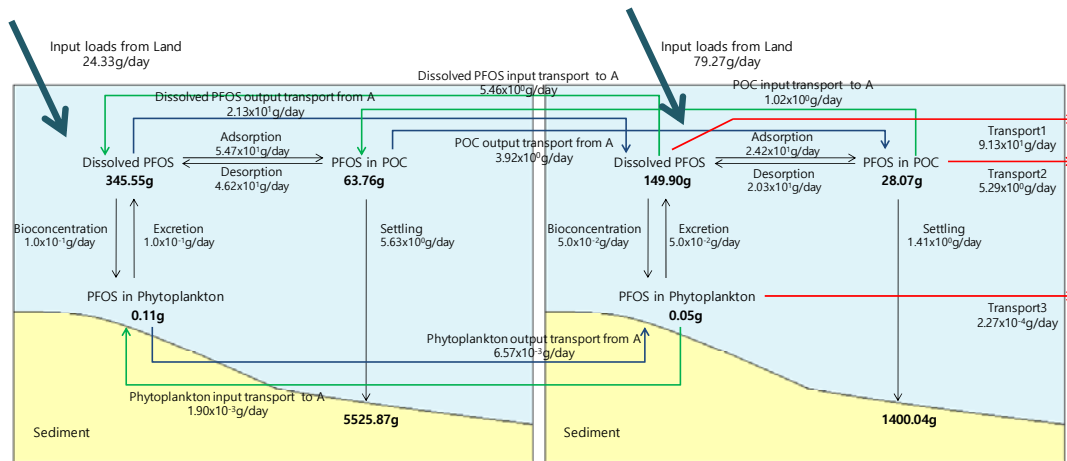 Input loads from Land
24.33g/day
Input loads from Land
79.27g/day
Dissolved PFOS input transport to A
5.46x10⁰g/day
POC input transport to A
1.02x10⁰g/day
Dissolved PFOS output transport from A
2.13x10¹g/day
POC output transport from A
3.92x10⁰g/day
Adsorption
5.47x10¹g/day
Dissolved PFOS
345.55g
PFOS in POC
63.76g
Desorption
4.62x10¹g/day
Adsorption
2.42x10¹g/day
Dissolved PFOS
149.90g
PFOS in POC
28.07g
Desorption
2.03x10¹g/day
Transport1
9.13x10¹g/day
Transport2
5.29x10⁰g/day
Bioconcentration
1.0x10⁻¹g/day
Excretion
1.0x10⁻¹g/day
Settling
5.63x10⁰g/day
Bioconcentration
5.0x10⁻²g/day
Excretion
5.0x10⁻²g/day
Settling
1.41x10⁰g/day
PFOS in Phytoplankton
0.11g
PFOS in Phytoplankton
0.05g
Transport3
2.27x10⁻⁴g/day
Phytoplankton output transport from A
6.57x10⁻³g/day
Phytoplankton input transport to A
1.90x10⁻³g/day
5525.87g
1400.04g
Sediment
Sediment